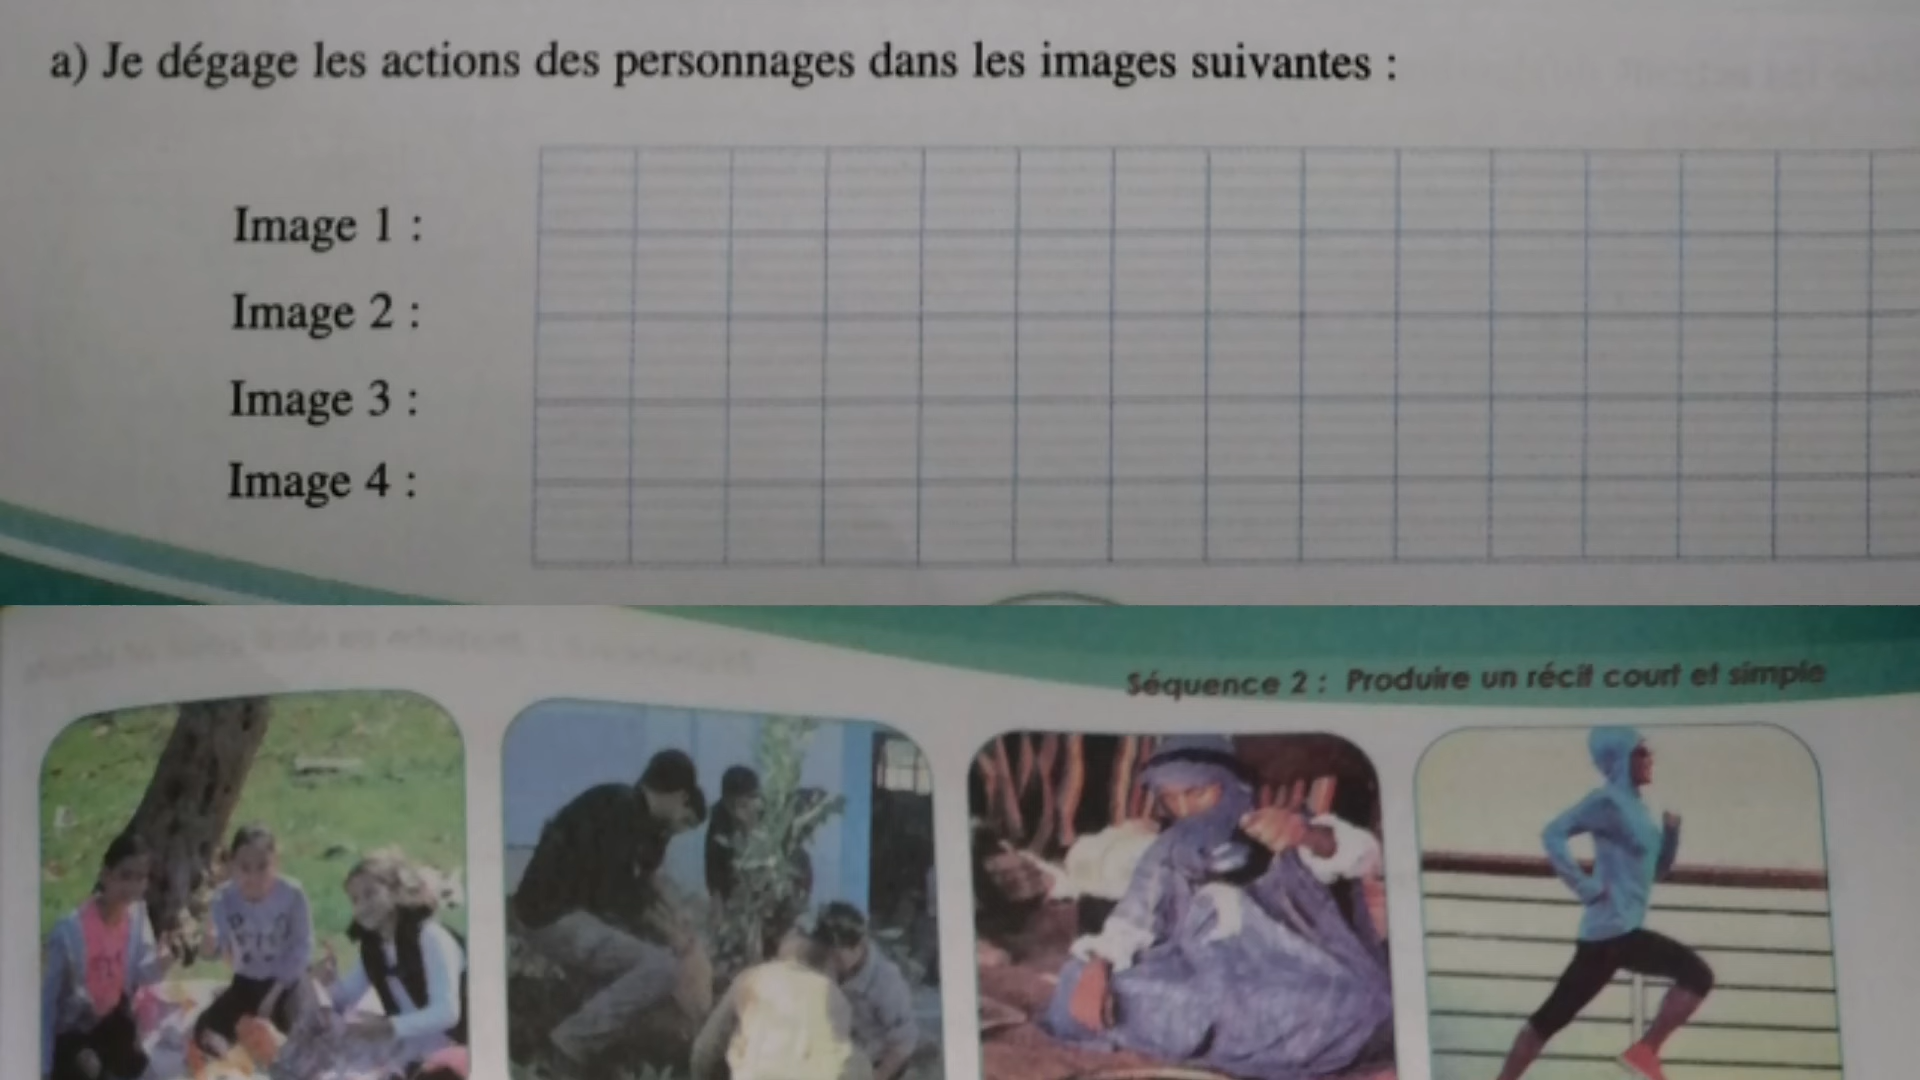 a) Je dégage les actions des personnages dans les images suivantes :
Image 1 :
Image 2 :
Image 3 :
Image 4 :
Séquence 2 : Produire un récit court et simple